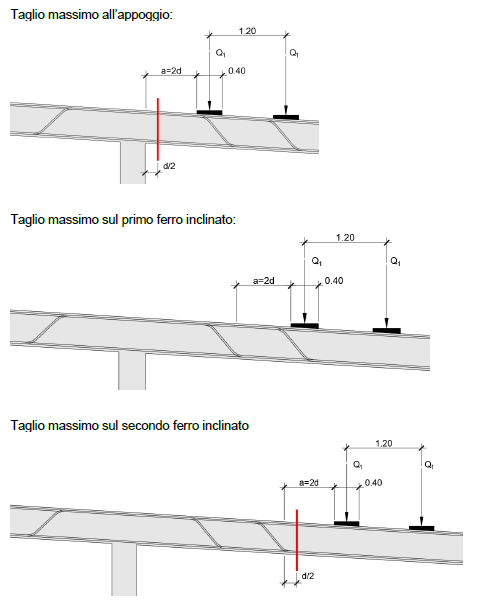 Taglio massimo all'appoggio:
1.20
Q1 Q1
a=2d 0.40
d/2
Taglio massimo sul primo ferro inclinato:
1.20
Q1 Q1
a=2d 0.40
Taglio massimo sul secondo ferro inclinato
1.20
Q1 Q1
a=2d 0.40
d/2